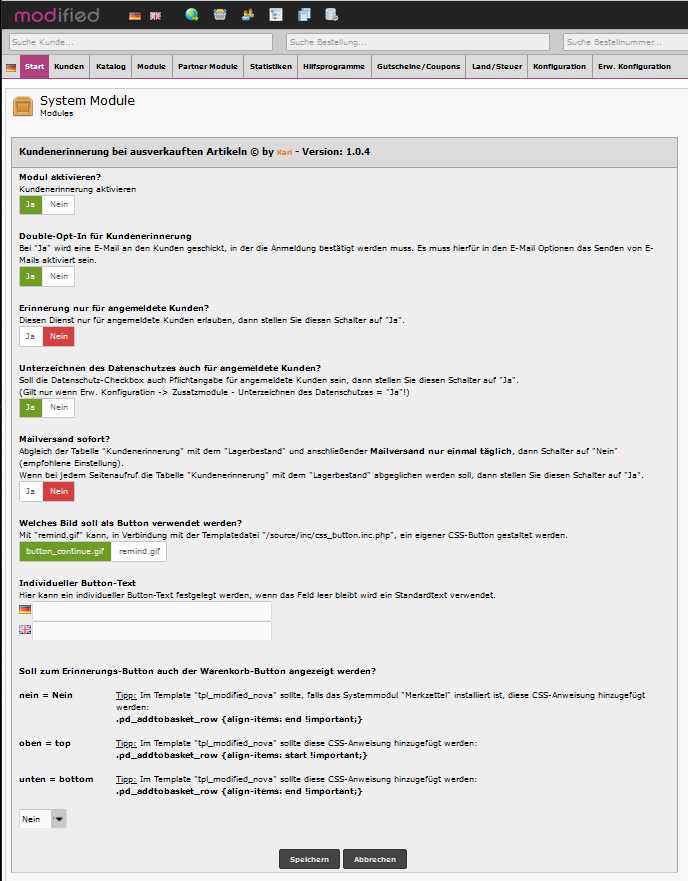 modified
Suche Kunde...
Suche Bestellung...
Suche Bestellnummer...
Start
Kunden
Katalog
Module
Partner Module
Statistiken
Hilfsprogramme
Gutscheine/Coupons
Land/Steuer
Konfiguration
Erw. Konfiguration
System Module
Modules
Kundenerinnerung bei ausverkauften Artikeln © by Karl - Version: 1.0.4
Modul aktivieren?
Kundenerinnerung aktivieren
Ja Nein
Double-Opt-In für Kundenerinnerung
Bei "Ja" wird eine E-Mail an den Kunden geschickt, in der die Anmeldung bestätigt werden muss. Es muss hierfür in den E-Mail Optionen das Senden von E-
Mails aktiviert sein.
Ja Nein
Erinnerung nur für angemeldete Kunden?
Diesen Dienst nur für angemeldete Kunden erlauben, dann stellen Sie diesen Schalter auf "Ja".
Ja Nein
Unterzeichnen des Datenschutzes auch für angemeldete Kunden?
Soll die Datenschutz-Checkbox auch Pflichtangabe für angemeldete Kunden sein, dann stellen Sie diesen Schalter auf "Ja".
(Gilt nur wenn Erw. Konfiguration -> Zusatzmodule - Unterzeichnen des Datenschutzes = "Ja"!)
Ja Nein
Mailversand sofort?
Abgleich der Tabelle "Kundenerinnerung" mit dem "Lagerbestand" und anschließender Mailversand nur einmal täglich, dann Schalter auf "Nein"
(empfohlene Einstellung).
Wenn bei jedem Seitenaufruf die Tabelle "Kundenerinnerung" mit dem "Lagerbestand" abgeglichen werden soll, dann stellen Sie diesen Schalter auf "Ja".
Ja Nein
Welches Bild soll als Button verwendet werden?
Mit "remind.gif" kann, in Verbindung mit der Templatedatei "/source/inc/css_button.inc.php", ein eigener CSS-Button gestaltet werden.
button_continue.gif remind.gif
Individueller Button-Text
Hier kann ein individueller Button-Text festgelegt werden, wenn das Feld leer bleibt wird ein Standardtext verwendet.
Soll zum Erinnerungs-Button auch der Warenkorb-Button angezeigt werden?
nein = Nein Tipp: Im Template "tpl_modified_nova" sollte, falls das Systemmodul "Merkzettel" installiert ist, diese CSS-Anweisung hinzugefügt
werden:
.pd_addtobasket_row {align-items: end !important;}
oben = top Tipp: Im Template "tpl_modified_nova" sollte diese CSS-Anweisung hinzugefügt werden:
.pd_addtobasket_row {align-items: start !important;}
unten = bottom Tipp: Im Template "tpl_modified_nova" sollte diese CSS-Anweisung hinzugefügt werden:
.pd_addtobasket_row {align-items: end !important;}
Nein
Speichern Abbrechen